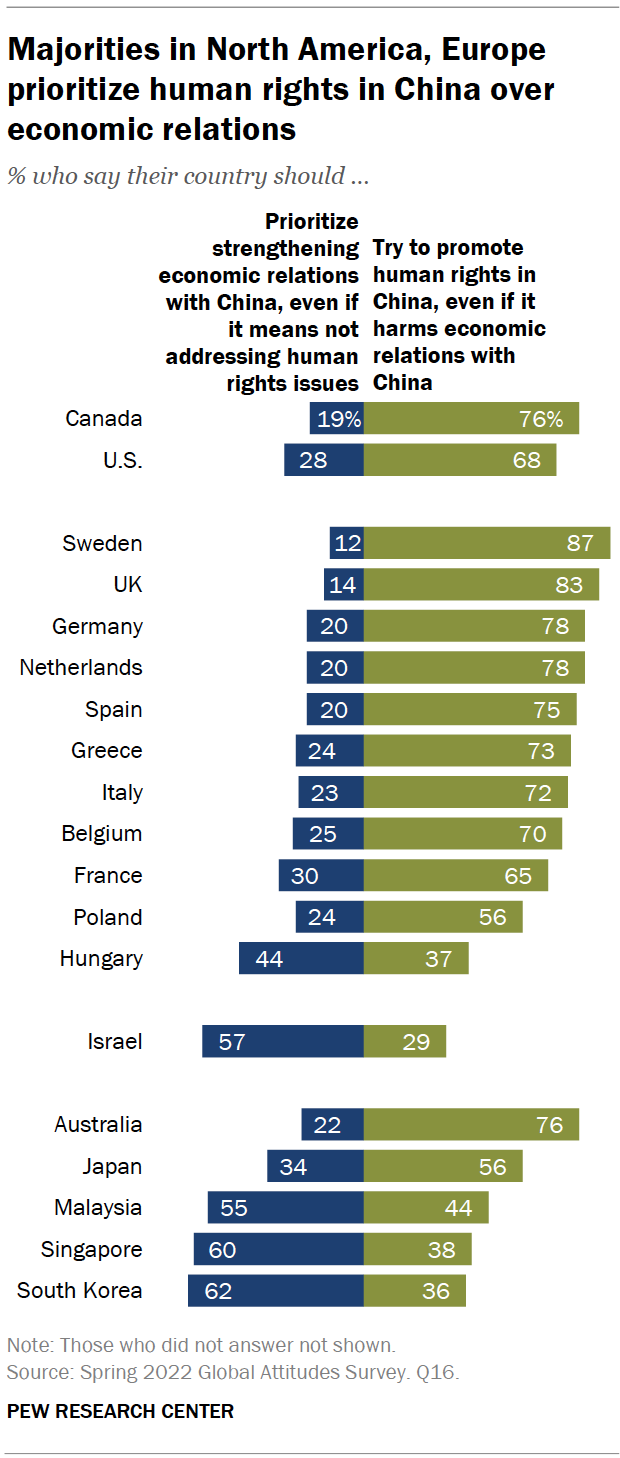 Majorities in North America, Europe
prioritize human rights in China over
economic relations
% who say their country should ...
Prioritize
strengthening
economic relations
with China, even if
it means not
addressing human
rights issues
Try to promote
human rights in
China, even if it
harms economic
relations with
China
Canada 19% 76%
U.S. 28 68
Sweden 12 87
UK 14 83
Germany 20 78
Netherlands 20 78
Spain 20 75
Greece 24 73
Italy 23 72
Belgium 25 70
France 30 65
Poland 24 56
Hungary 44 37
Israel 57 29
Australia 22 76
Japan 34 56
Malaysia 55 44
Singapore 60 38
South Korea 62 36
Note: Those who did not answer not shown.
Source: Spring 2022 Global Attitudes Survey. Q16.
PEW RESEARCH CENTER